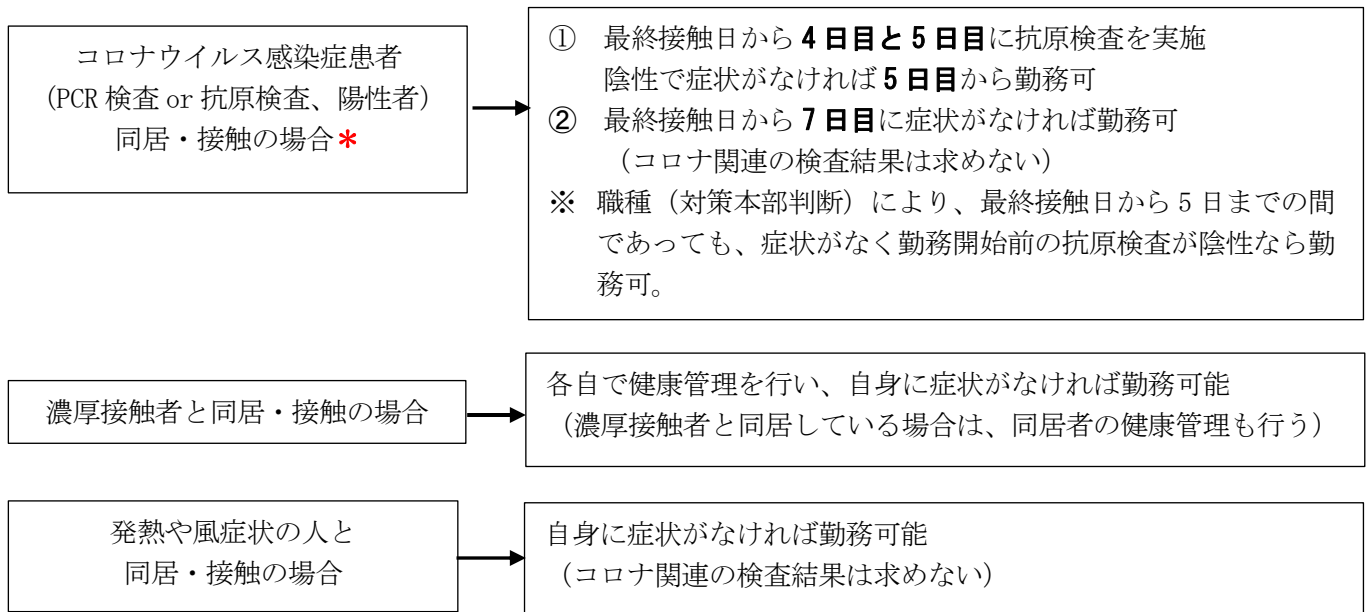 コロナウイルス感染症患者
(PCR 検査 or 抗原検査、陽性者)
同居・接触の場合＊
① 最終接触日から 4 日目と 5 日目に抗原検査を実施
陰性で症状がなければ 5 日目から勤務可
② 最終接触日から 7 日目に症状がなければ勤務可
（コロナ関連の検査結果は求めない）
※ 職種（対策本部判断）により、最終接触日から 5 日までの間
であっても、症状がなく勤務開始前の抗原検査が陰性なら勤
務可。
濃厚接触者と同居・接触の場合
各自で健康管理を行い、自身に症状がなければ勤務可能
（濃厚接触者と同居している場合は、同居者の健康管理も行う）
発熱や風症状の人と
同居・接触の場合
自身に症状がなければ勤務可能
（コロナ関連の検査結果は求めない）